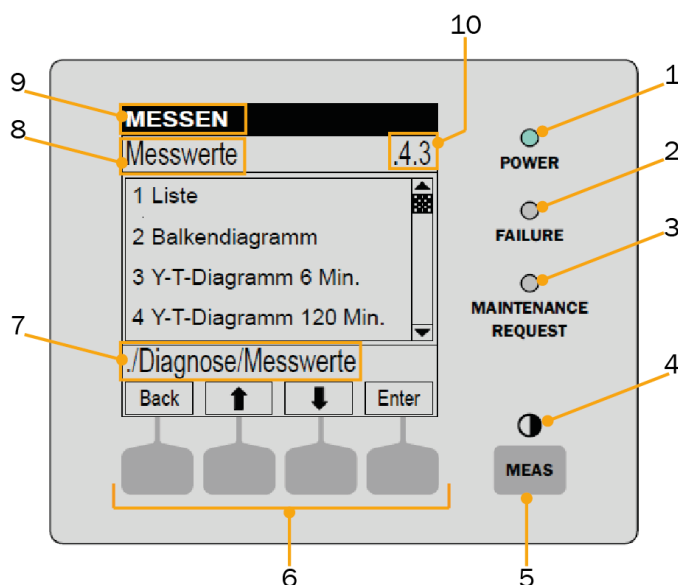 10
9
MESSEN
1
8
Messwerte .4.3
POWER
1 Liste
2
2 Balkendiagramm
FAILURE
3 Y-T-Diagramm 6 Min.
3
4 Y-T-Diagramm 120 Min.
MAINTENANCE
REQUEST
7
./Diagnose/Messwerte
4
Back Enter
MEAS
6
5